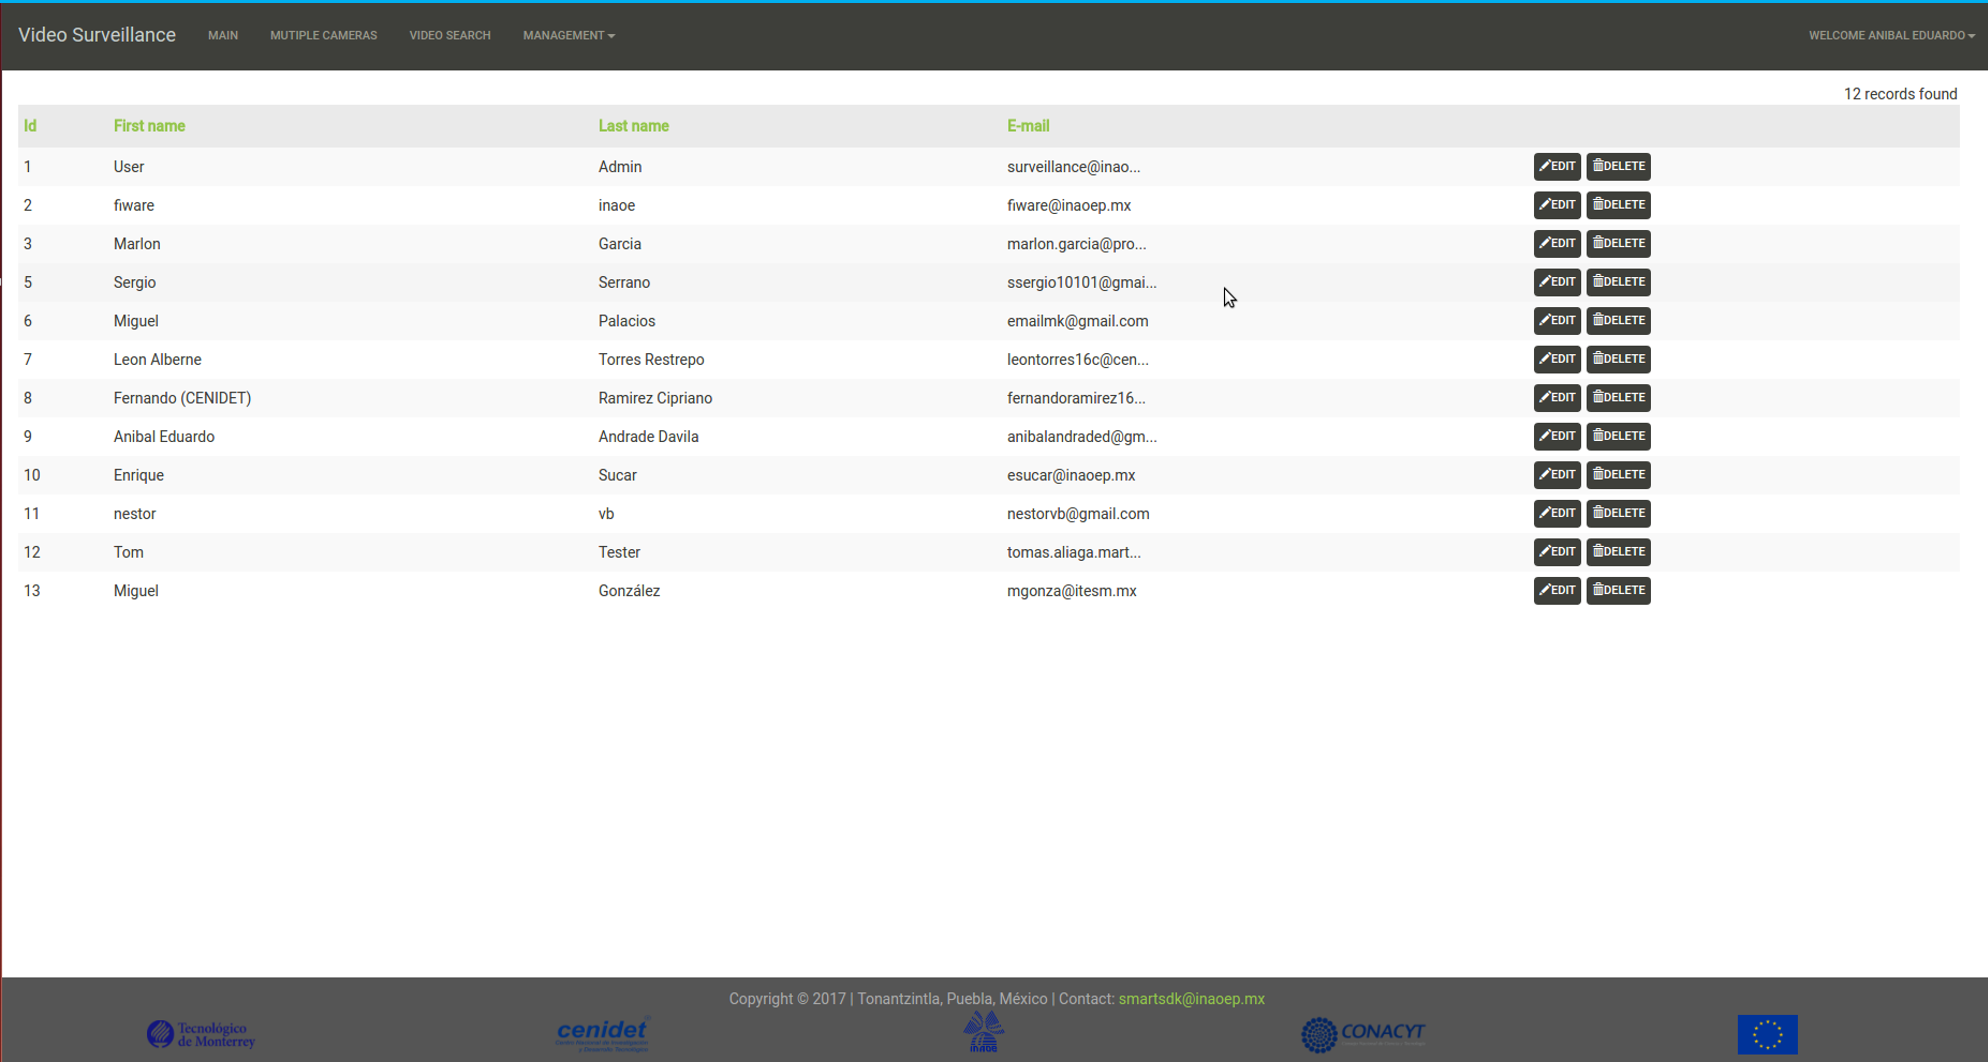 Video Surveillance MAIN MUTIPLE CAMERAS VIDEO SEARCH MANAGEMENT WELCOME ANIBAL EDUARDO
12 records found
Id First name Last name E-mail
1 User Admin surveillance@inao... EDIT DELETE
2 fiware inaoe fiware@inaoep.mx EDIT DELETE
3 Marlon Garcia marlon.garcia@pro... EDIT DELETE
5 Sergio Serrano ssergio10101@gmai... EDIT DELETE
6 Miguel Palacios emailmk@gmail.com EDIT DELETE
7 Leon Alberne Torres Restrepo leontorres16c@cen... EDIT DELETE
8 Fernando (CENIDET) Ramirez Cipriano fernandoramirez16... EDIT DELETE
9 Anibal Eduardo Andrade Davila anibalandraded@gm... EDIT DELETE
10 Enrique Sucar esucar@inaoep.mx EDIT DELETE
11 nestor vb nestorvb@gmail.com EDIT DELETE
12 Tom Tester tomas.aliaga.mart... EDIT DELETE
13 Miguel González mgonza@itesm.mx EDIT DELETE
Copyright © 2017 | Tonantzintla, Puebla, México | Contact: smartsdk@inaoep.mx
Tecnológico
de Monterrey
cenidet
inaoe
CONACYT